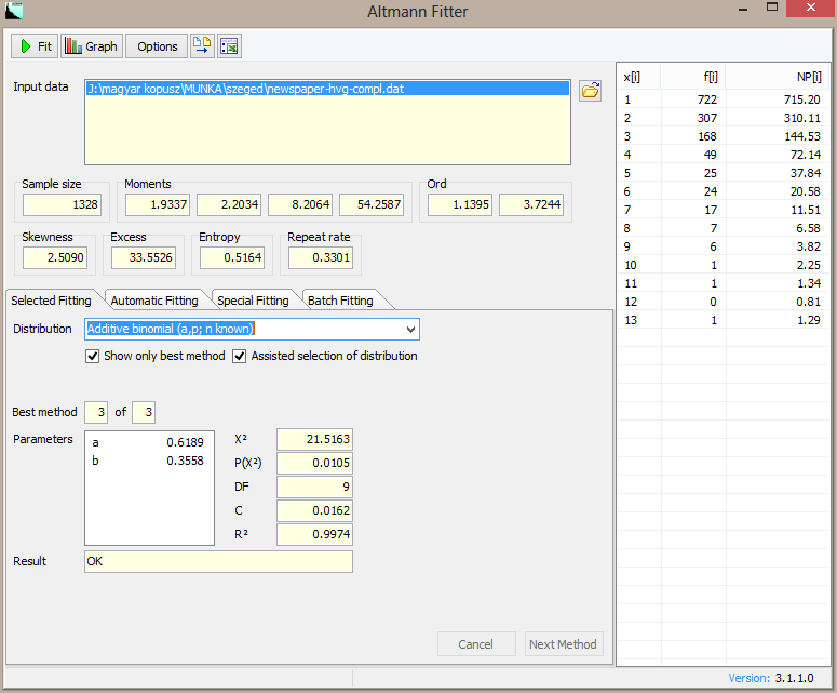 Altmann Fitter
Fit Graph Options
Input data J:\magyar kopusz\MUNKA\szeged\newspaper-hvg-compl.dat
Sample size Moments Ord
1328 1.9337 2.2034 8.2064 54.2587 1.1395 3.7244
Skewness Excess Entropy Repeat rate
2.5090 33.5526 0.5164 0.3301
Selected Fitting Automatic Fitting Special Fitting Batch Fitting
Distribution Additive binomial (a,p; n known)
Show only best method Assisted selection of distribution
Best method 3 of 3
Parameters
a 0.6189
b 0.3558
X² 21.5163
P(X²) 0.0105
DF 9
C 0.0162
R² 0.9974
Result OK
Cancel Next Method
x[i] f[i] NP[i]
1 722 715.20
2 307 310.11
3 168 144.53
4 49 72.14
5 25 37.84
6 24 20.58
7 17 11.51
8 7 6.58
9 6 3.82
10 1 2.25
11 1 1.34
12 0 0.81
13 1 1.29
Version: 3.1.1.0